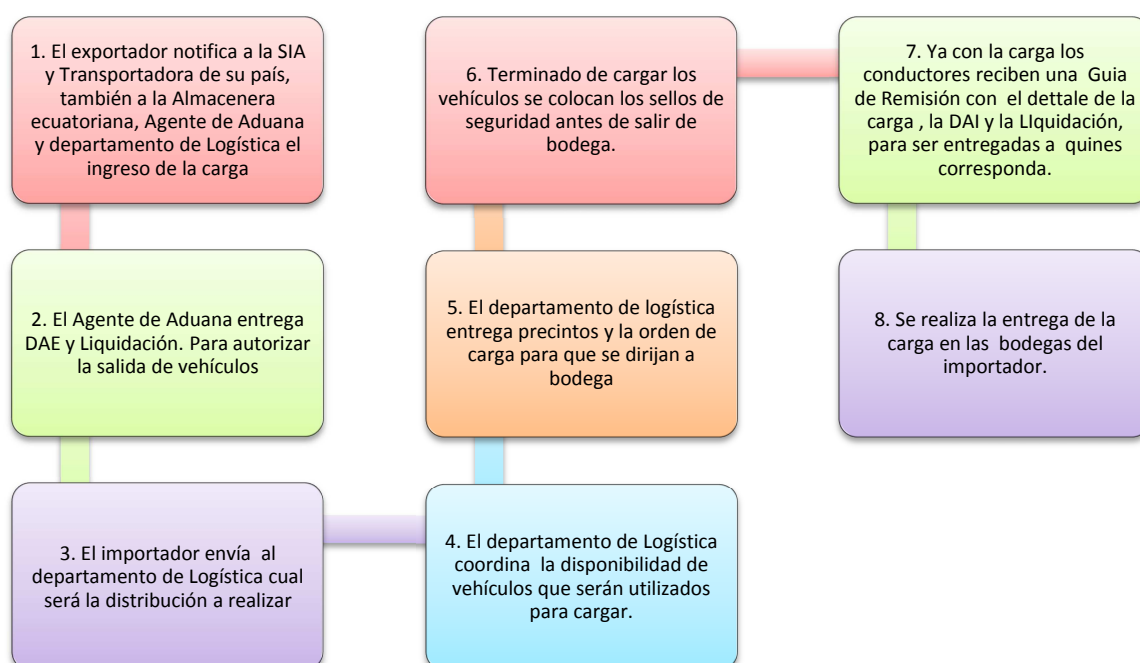 1. El exportador notifica a la SIA
y Transportadora de su país,
también a la Almacenera
ecuatoriana, Agente de Aduana
y departamento de Logística el
ingreso de la carga
2. El Agente de Aduana entrega
DAE y Liquidación. Para autorizar
la salida de vehículos
3. El importador envía al
departamento de Logística cual
será la distribución a realizar
4. El departamento de Logística
coordina la disponibilidad de
vehículos que serán utilizados
para cargar.
5. El departamento de logística
entrega precintos y la orden de
carga para que se dirijan a
bodega
6. Terminado de cargar los
vehículos se colocan los sellos de
seguridad antes de salir de
bodega.
7. Ya con la carga los
conductores reciben una Guia
de Remisión con el dettale de la
carga , la DAI y la LIquidación,
para ser entregadas a quines
corresponda.
8. Se realiza la entrega de la
carga en las bodegas del
importador.